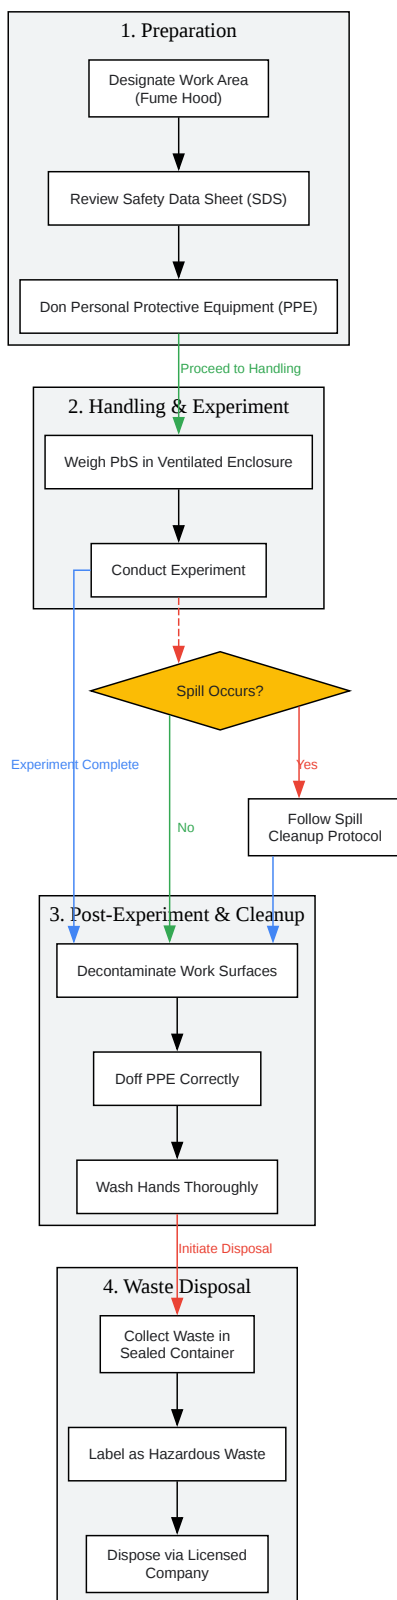 1. Preparation
Designate Work Area
(Fume Hood)
Review Safety Data Sheet (SDS)
Don Personal Protective Equipment (PPE)
Proceed to Handling
2. Handling & Experiment
Weigh PbS in Ventilated Enclosure
Conduct Experiment
Spill Occurs?
Experiment Complete
Yes
No
Follow Spill
Cleanup Protocol
3. Post-Experiment & Cleanup
Decontaminate Work Surfaces
Doff PPE Correctly
Wash Hands Thoroughly
Initiate Disposal
4. Waste Disposal
Collect Waste in
Sealed Container
Label as Hazardous Waste
Dispose via Licensed
Company